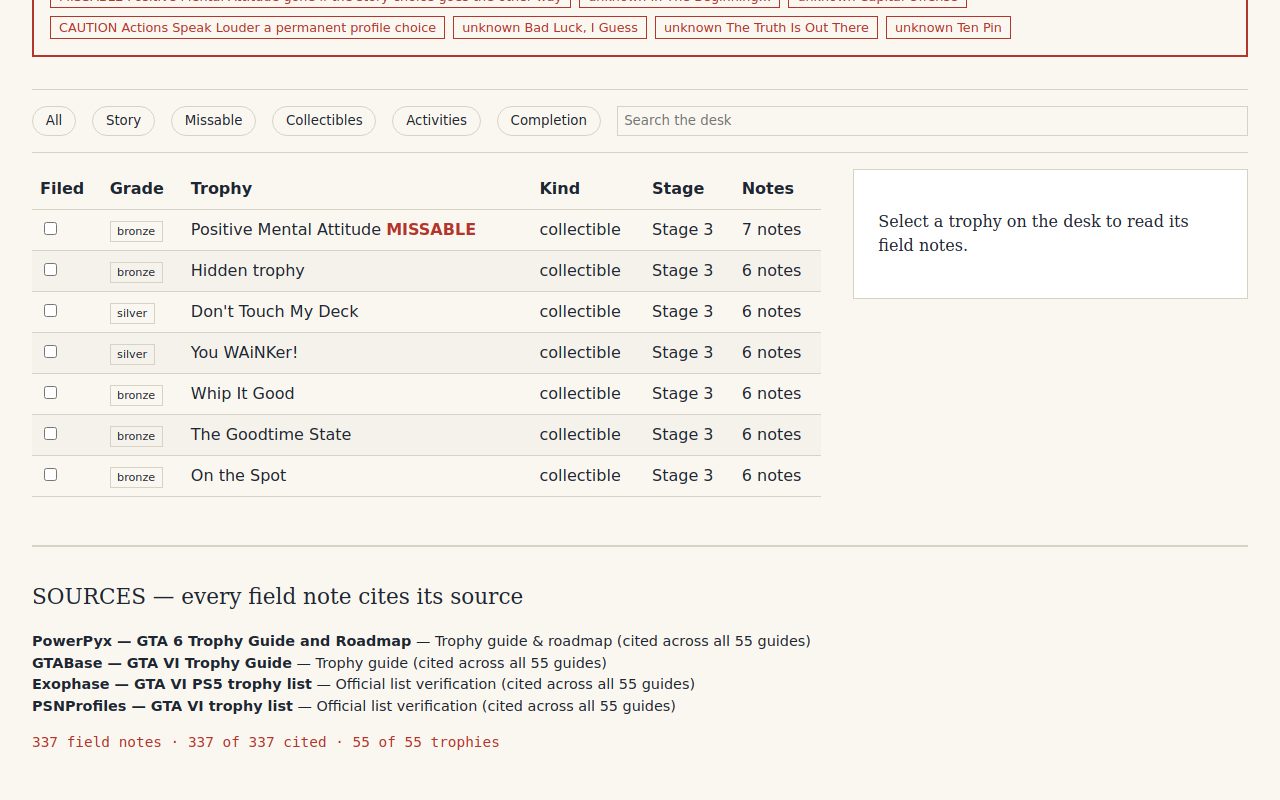 CAUTION Actions Speak Louder a permanent profile choice unknown Bad Luck, I Guess unknown The Truth Is Out There unknown Ten Pin
All Story Missable Collectibles Activities Completion Search the desk
Filed Grade Trophy Kind Stage Notes
bronze Positive Mental Attitude MISSABLE collectible Stage 3 7 notes
bronze Hidden trophy collectible Stage 3 6 notes
silver Don't Touch My Deck collectible Stage 3 6 notes
silver You WAiNKer! collectible Stage 3 6 notes
bronze Whip It Good collectible Stage 3 6 notes
bronze The Goodtime State collectible Stage 3 6 notes
bronze On the Spot collectible Stage 3 6 notes
Select a trophy on the desk to read its
field notes.
SOURCES — every field note cites its source
PowerPyx — GTA 6 Trophy Guide and Roadmap — Trophy guide & roadmap (cited across all 55 guides)
GTABase — GTA VI Trophy Guide — Trophy guide (cited across all 55 guides)
Exophase — GTA VI PS5 trophy list — Official list verification (cited across all 55 guides)
PSNProfiles — GTA VI trophy list — Official list verification (cited across all 55 guides)
337 field notes · 337 of 337 cited · 55 of 55 trophies